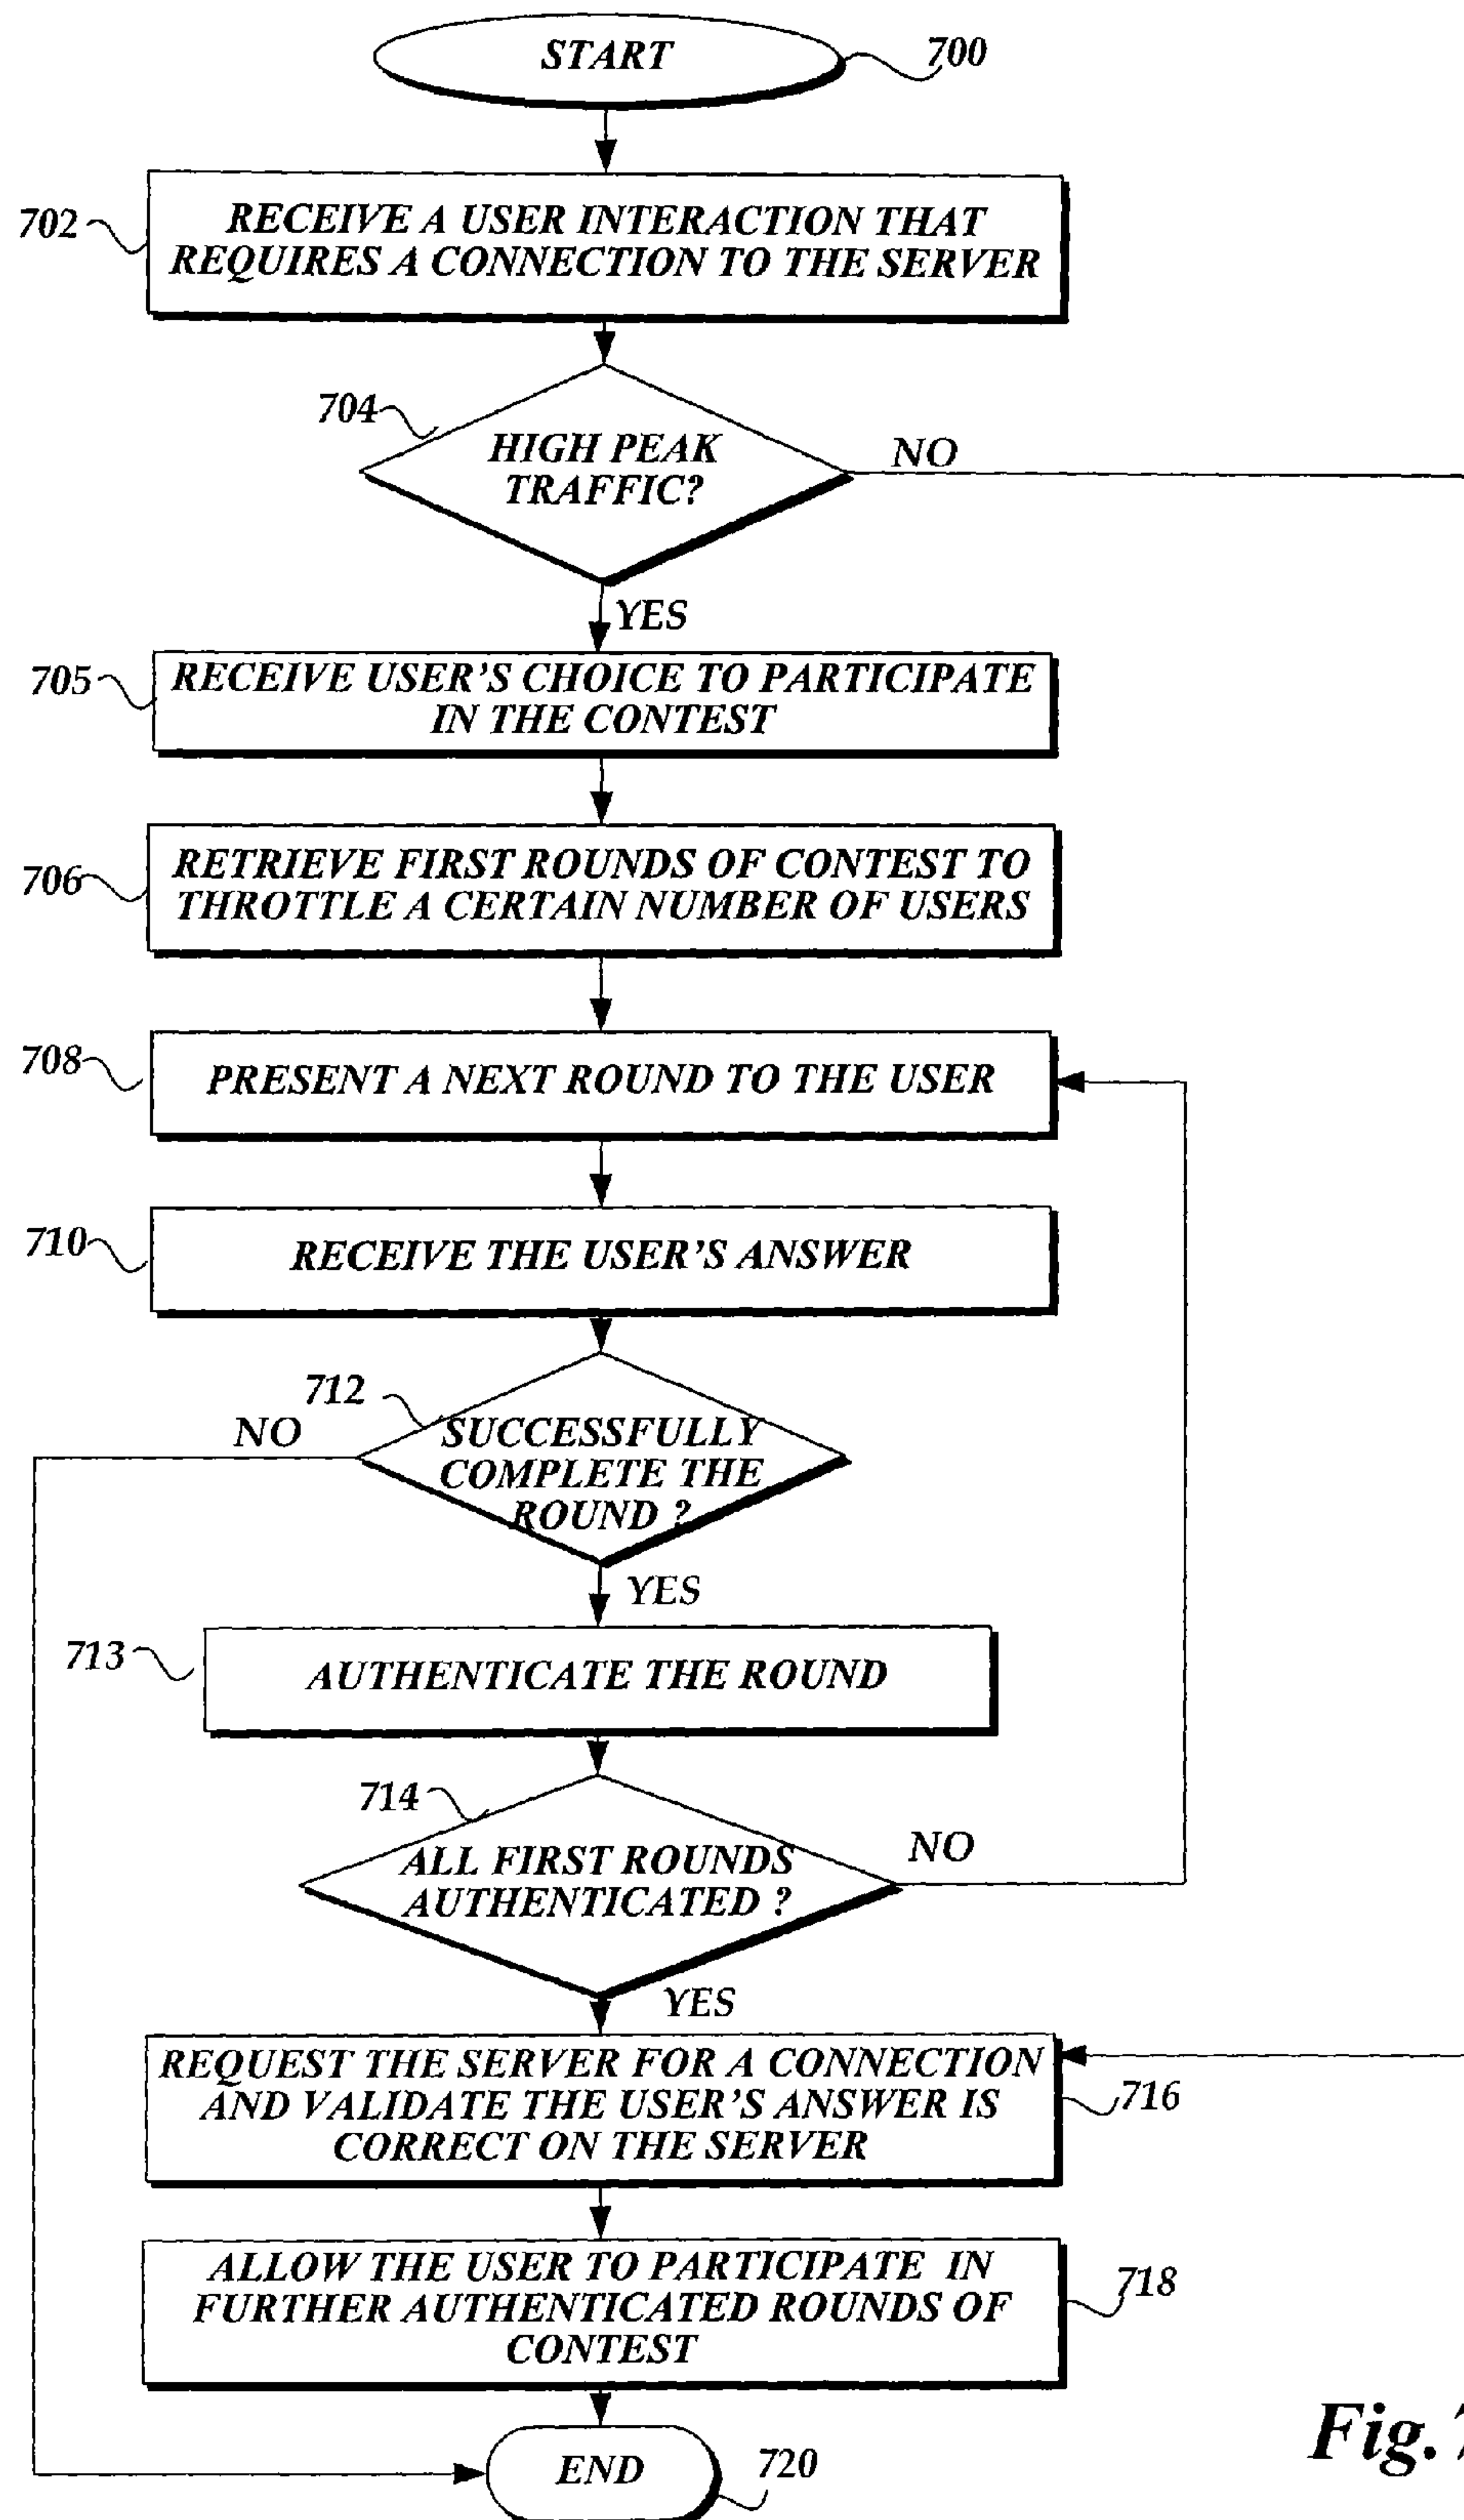 START
700
702
RECEIVE A USER INTERACTION THAT
REQUIRES A CONNECTION TO THE SERVER
704
HIGH PEAK
TRAFFIC?
NO
YES
705
RECEIVE USER'S CHOICE TO PARTICIPATE
IN THE CONTEST
706
RETRIEVE FIRST ROUNDS OF CONTEST TO
THROTTLE A CERTAIN NUMBER OF USERS
708
PRESENT A NEXT ROUND TO THE USER
710
RECEIVE THE USER'S ANSWER
712
NO
SUCCESSFULLY
COMPLETE THE
ROUND ?
YES
713
AUTHENTICATE THE ROUND
714
ALL FIRST ROUNDS
AUTHENTICATED ?
NO
YES
REQUEST THE SERVER FOR A CONNECTION
AND VALIDATE THE USER'S ANSWER IS
CORRECT ON THE SERVER
716
ALLOW THE USER TO PARTICIPATE IN
FURTHER AUTHENTICATED ROUNDS OF
CONTEST
718
END
720
Fig.7